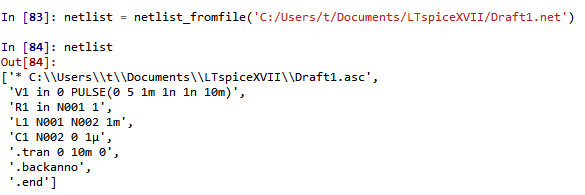 In [83]: netlist = netlist_fromfile('C:/Users/t/Documents/LTspiceXVII/Draft1.net')
In [84]: netlist
Out[84]:
['* C:\\Users\\t\\Documents\\LTspiceXVII\\Draft1.asc',
'V1 in 0 PULSE(0 5 1m 1n 1n 10m)',
'R1 in N001 1',
'L1 N001 N002 1m',
'C1 N002 0 1µ',
'.tran 0 10m 0',
'.backanno',
'.end']